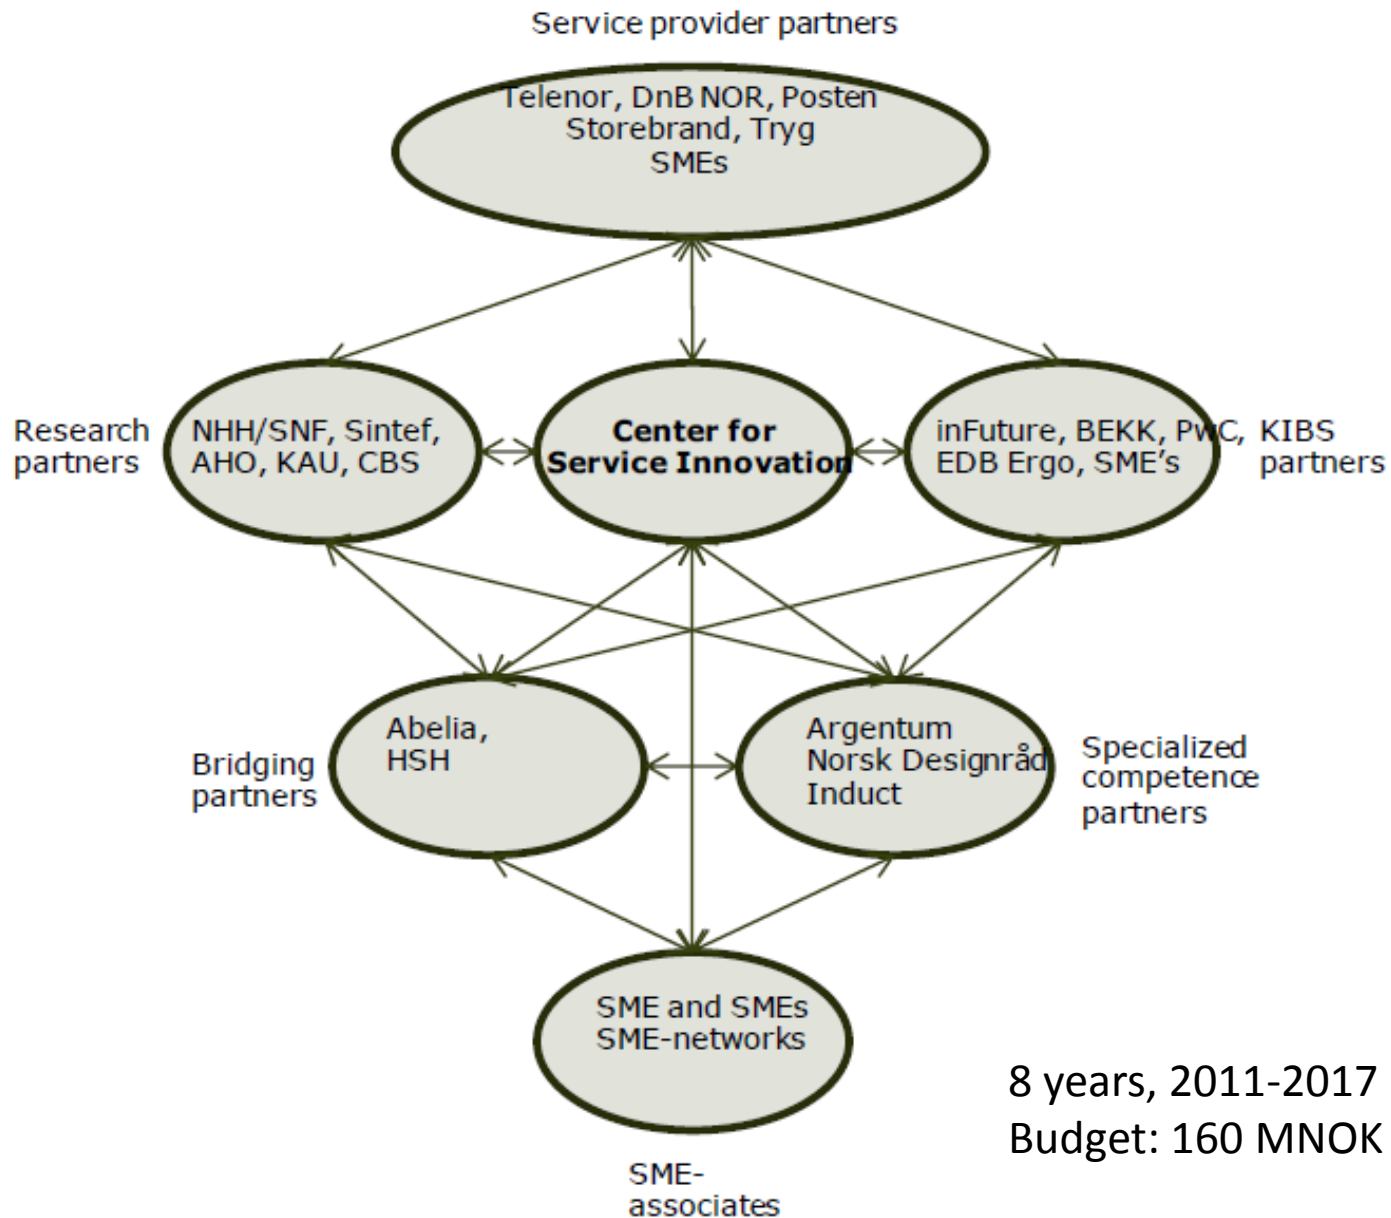 Service provider partners
Telenor, DnB NOR, Posten
Storebrand, Tryg
SMEs
Research
partners
NHH/SNF, Sintef,
AHO, KAU, CBS
Center for
Service Innovation
inFuture, BEKK, PwC,
EDB Ergo, SME's
KIBS
partners
Bridging
partners
Abelia,
HSH
Argentum
Norsk Designråd
Induct
Specialized
competence
partners
SME and SMEs
SME-networks
8 years, 2011-2017
Budget: 160 MNOK
SME-
associates